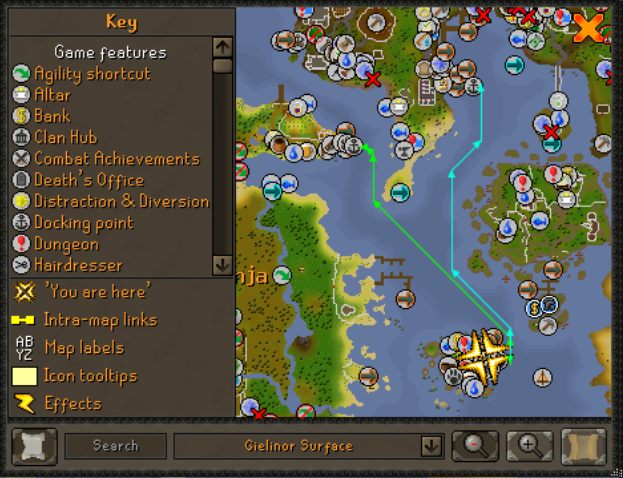 Key
Game features
Agility shortcut
Altar
Bank
Clan Hub
Combat Achievements
Death's Office
Distraction & Diversion
Docking point
Dungeon
Hairdresser
'You are here'
Intra-map links
AB
YZ
Map labels
Icon tooltips
Effects
nja
Search
Gielinor Surface